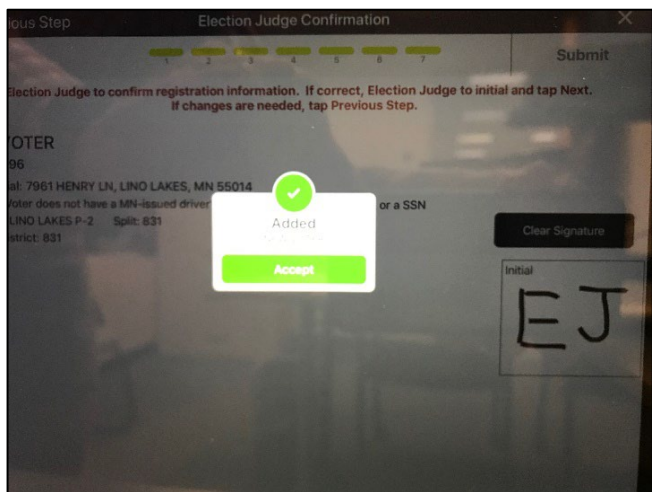 ious Step
Election Judge Confirmation
X
1 2 3 4 5 6 7
Submit
Election Judge to confirm registration information. If correct, Election Judge to initial and tap Next.
If changes are needed, tap Previous Step.
OTER
96
ial: 7961 HENRY LN, LINO LAKES, MN 55014
Voter does not have a MN-issued driver
or a SSN
LINO LAKES P-2 Split: 831
strict: 831
Added
Accept
Clear Signature
Initial
EJ